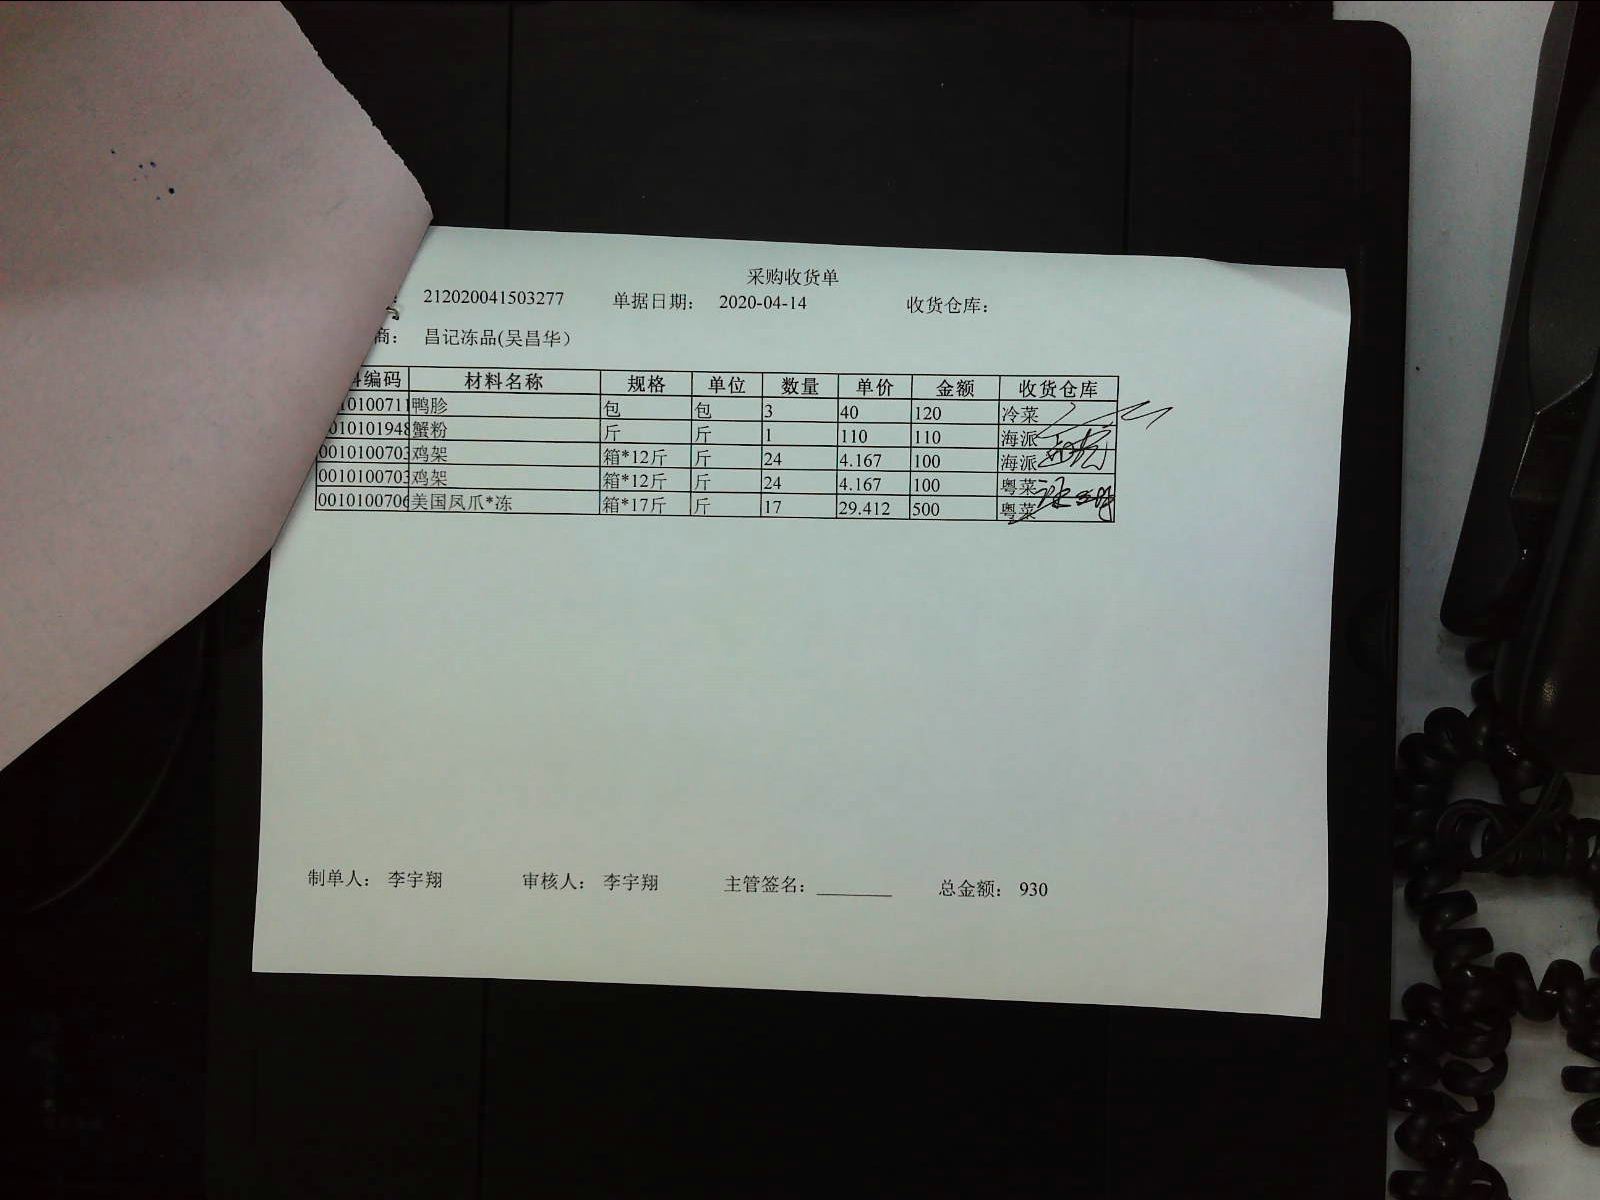 采购收货单
: 212020041503277 单据日期： 2020-04-14 收货仓库：
商： 昌记冻品(吴昌华）
编码 材料名称 规格 单位 数量 单价 金额 收货仓库
10100711 鸭胗 包 包 3 40 120 冷菜
010101948 蟹粉 斤 斤 1 110 110 海派
0010100703 鸡架 箱*12斤 斤 24 4.167 100 海派
0010100703 鸡架 箱*12斤 斤 24 4.167 100 粤菜
0010100706 美国凤爪*冻 箱*17斤 斤 17 29.412 500 粤菜
制单人： 李宇翔 审核人： 李宇翔 主管签名： 总金额： 930